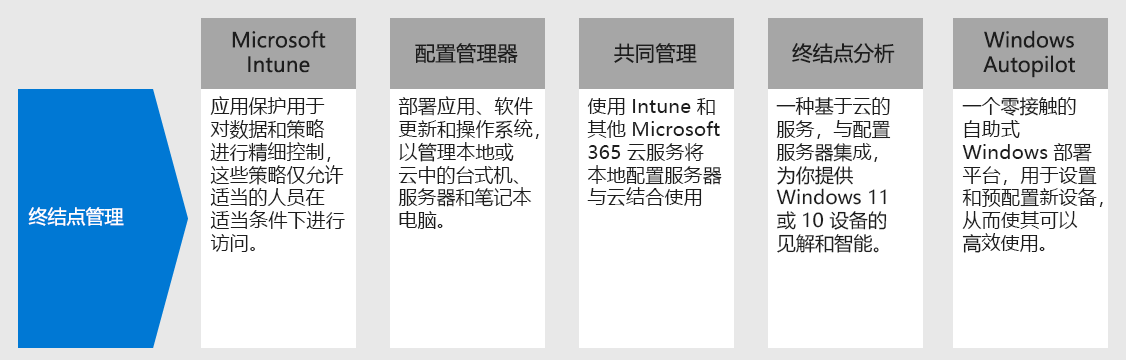 终结点管理
Microsoft
Intune
应用保护用于
对数据和策略
进行精细控制，
这些策略仅允许
适当的人员在
适当条件下进行
访问。
配置管理器
部署应用、软件
更新和操作系统，
以管理本地或
云中的台式机、
服务器和笔记本
电脑。
共同管理
使用 Intune 和
其他 Microsoft
365 云服务将
本地配置服务器
与云结合使用
终结点分析
一种基于云的
服务，与配置
服务器集成，
为你提供
Windows 11
或 10 设备的
见解和智能。
Windows
Autopilot
一个零接触的
自助式
Windows 部署
平台，用于设置
和预配置新设备，
从而使其可以
高效使用。